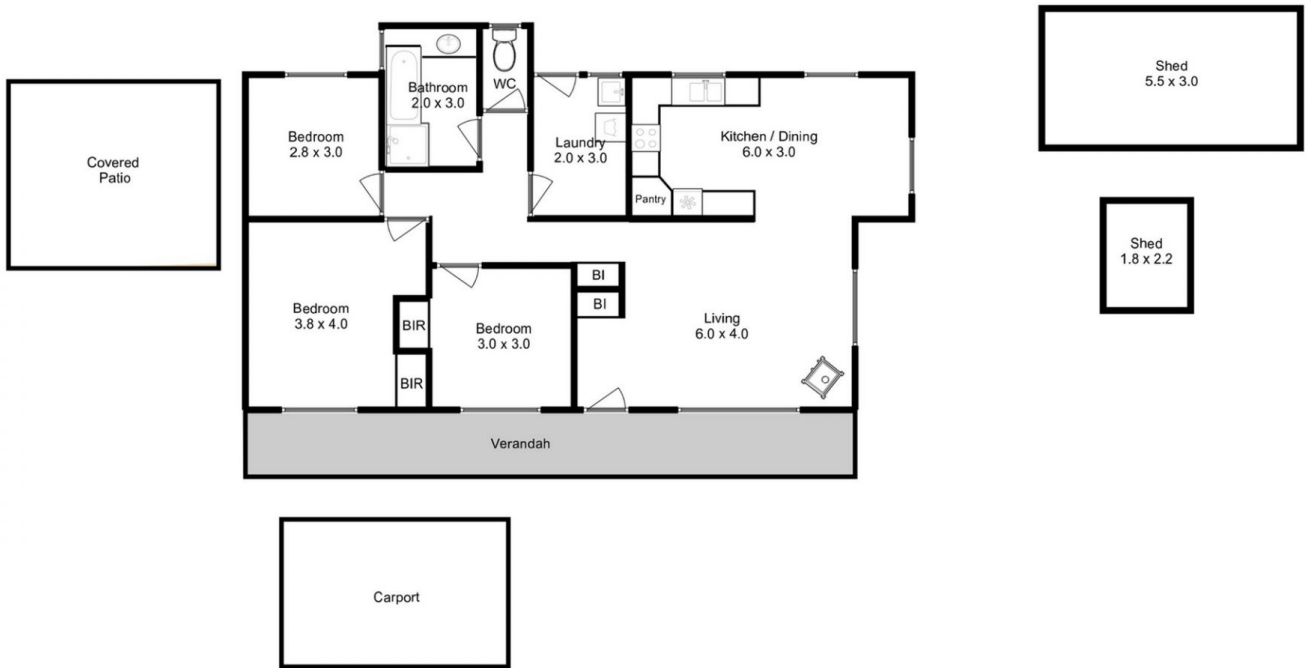 Shed
5.5 x 3.0
WC
Bathroom
2.0 x 3.0
Bedroom
2.8 x 3.0
Laundry
2.0 x 3.0
Kitchen / Dining
6.0 x 3.0
Covered
Patio
Pantry
Shed
1.8 x 2.2
BI
BI
Bedroom
3.8 x 4.0
BIR
Bedroom
3.0 x 3.0
Living
6.0 x 4.0
BIR
Verandah
Carport